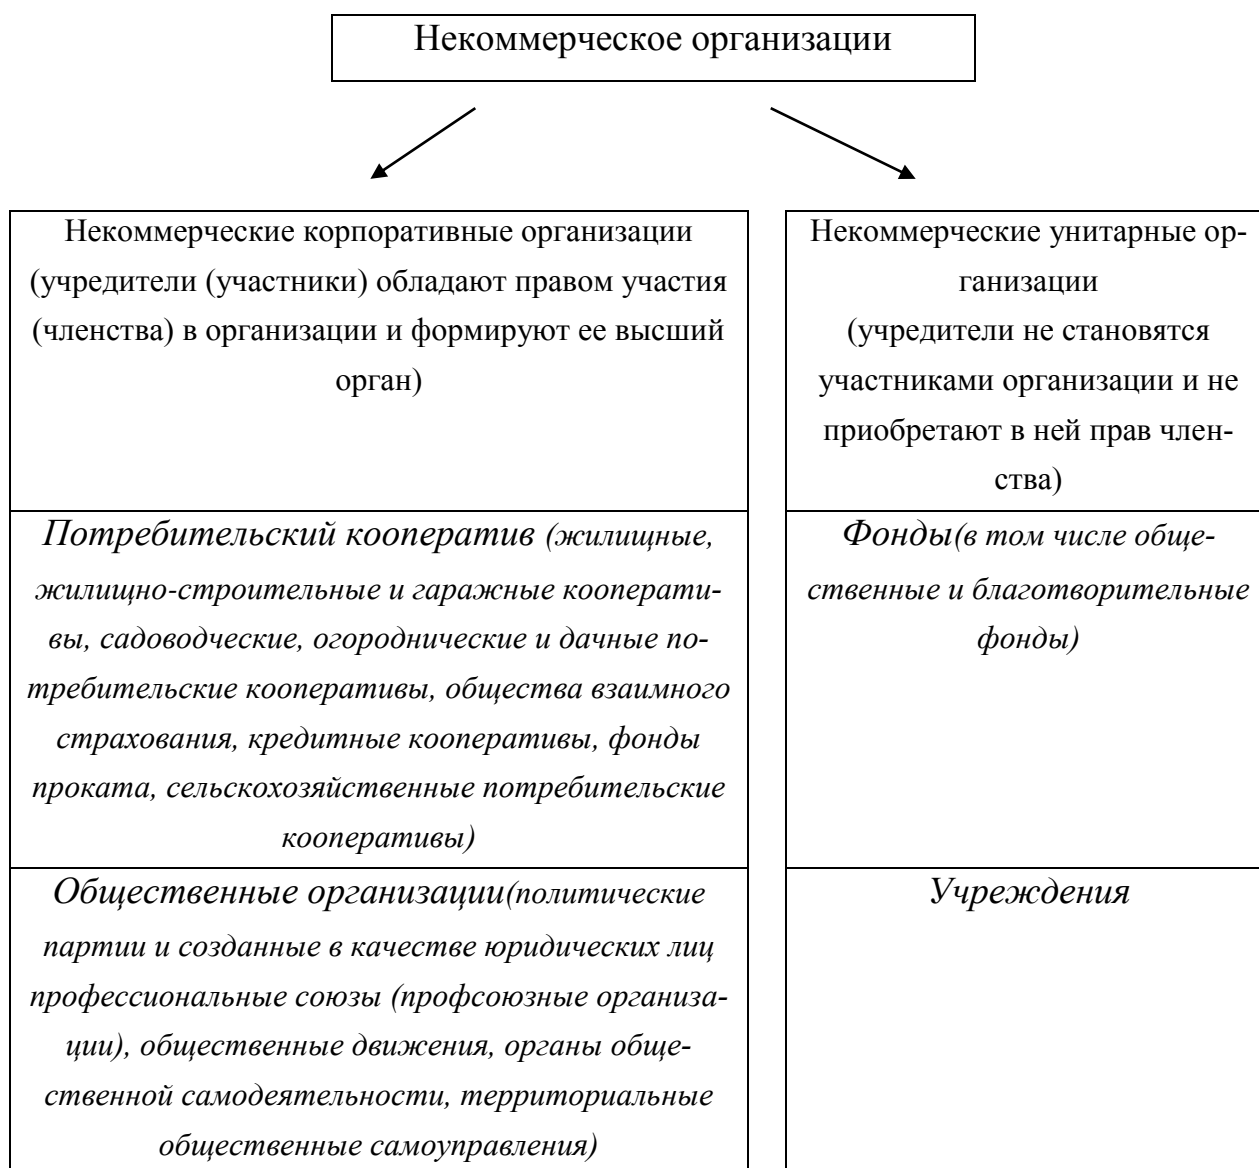 Некоммерческое организации
Некоммерческие корпоративные организации
(учредители (участники) обладают правом участия
(членства) в организации и формируют ее высший
орган)
Некоммерческие унитарные ор-
ганизации
(учредители не становятся
участниками организации и не
приобретают в ней прав член-
ства)
Потребительский кооператив (жилищные,
жилищно-строительные и гаражные кооперати-
вы, садоводческие, огороднические и дачные по-
требительские кооперативы, общества взаимного
страхования, кредитные кооперативы, фонды
проката, сельскохозяйственные потребительские
кооперативы)
Фонды(в том числе обще-
ственные и благотворительные
фонды)
Общественные организации(политические
партии и созданные в качестве юридических лиц
профессиональные союзы (профсоюзные организа-
ции), общественные движения, органы обще-
ственной самодеятельности, территориальные
общественные самоуправления)
Учреждения